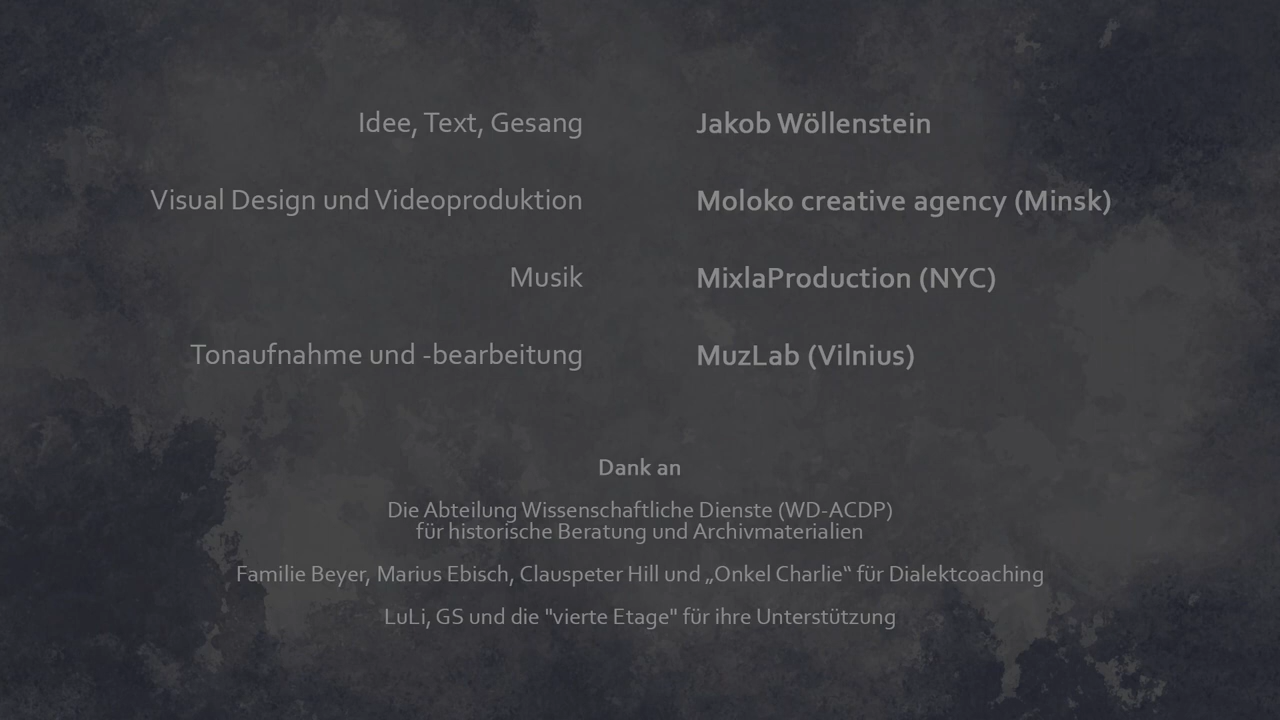 Idee, Text, Gesang Jakob Wöllenstein
Visual Design und Videoproduktion Moloko creative agency (Minsk)
Musik MixlaProduction (NYC)
Tonaufnahme und -bearbeitung MuzLab (Vilnius)
Dank an
Die Abteilung Wissenschaftliche Dienste (WD-ACDP)
für historische Beratung und Archivmaterialien
Familie Beyer, Marius Ebisch, Clauspeter Hill und „Onkel Charlie“ für Dialektcoaching
LuLi, GS und die "vierte Etage" für ihre Unterstützung